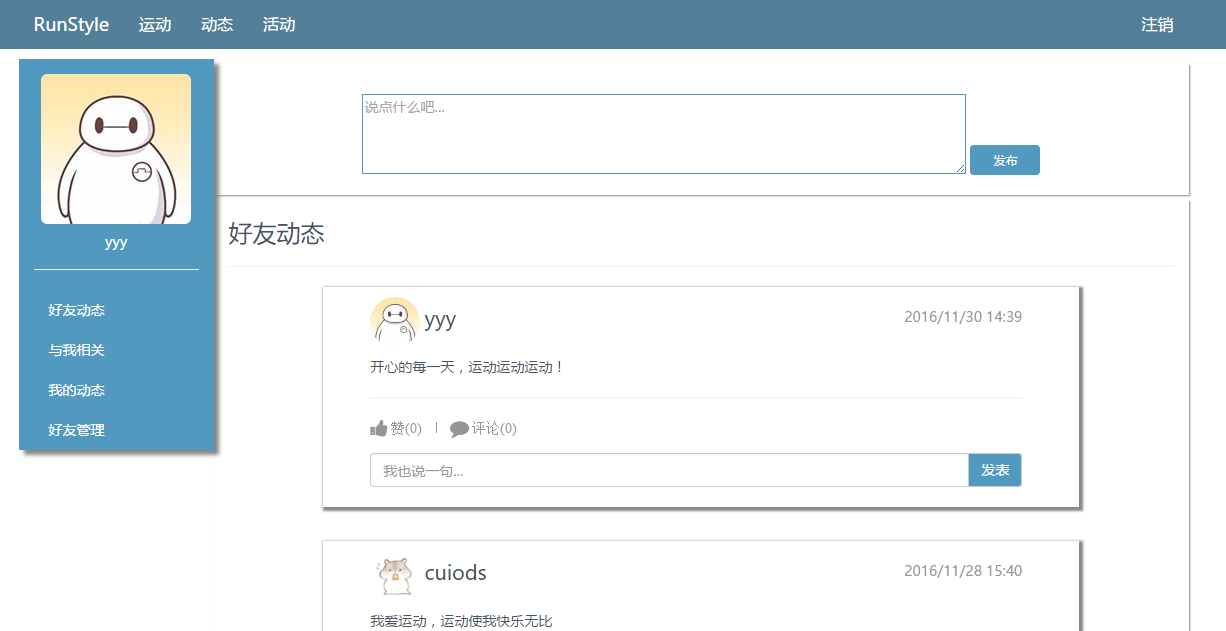 RunStyle 运动 动态 活动 注销
说点什么吧...
发布
yyy
好友动态
与我相关
我的动态
好友管理
好友动态
yyy 2016/11/30 14:39
开心的每一天，运动运动运动！
赞(0) | 评论(0)
我也说一句... 发表
cuiods 2016/11/28 15:40
我爱运动，运动使我快乐无比